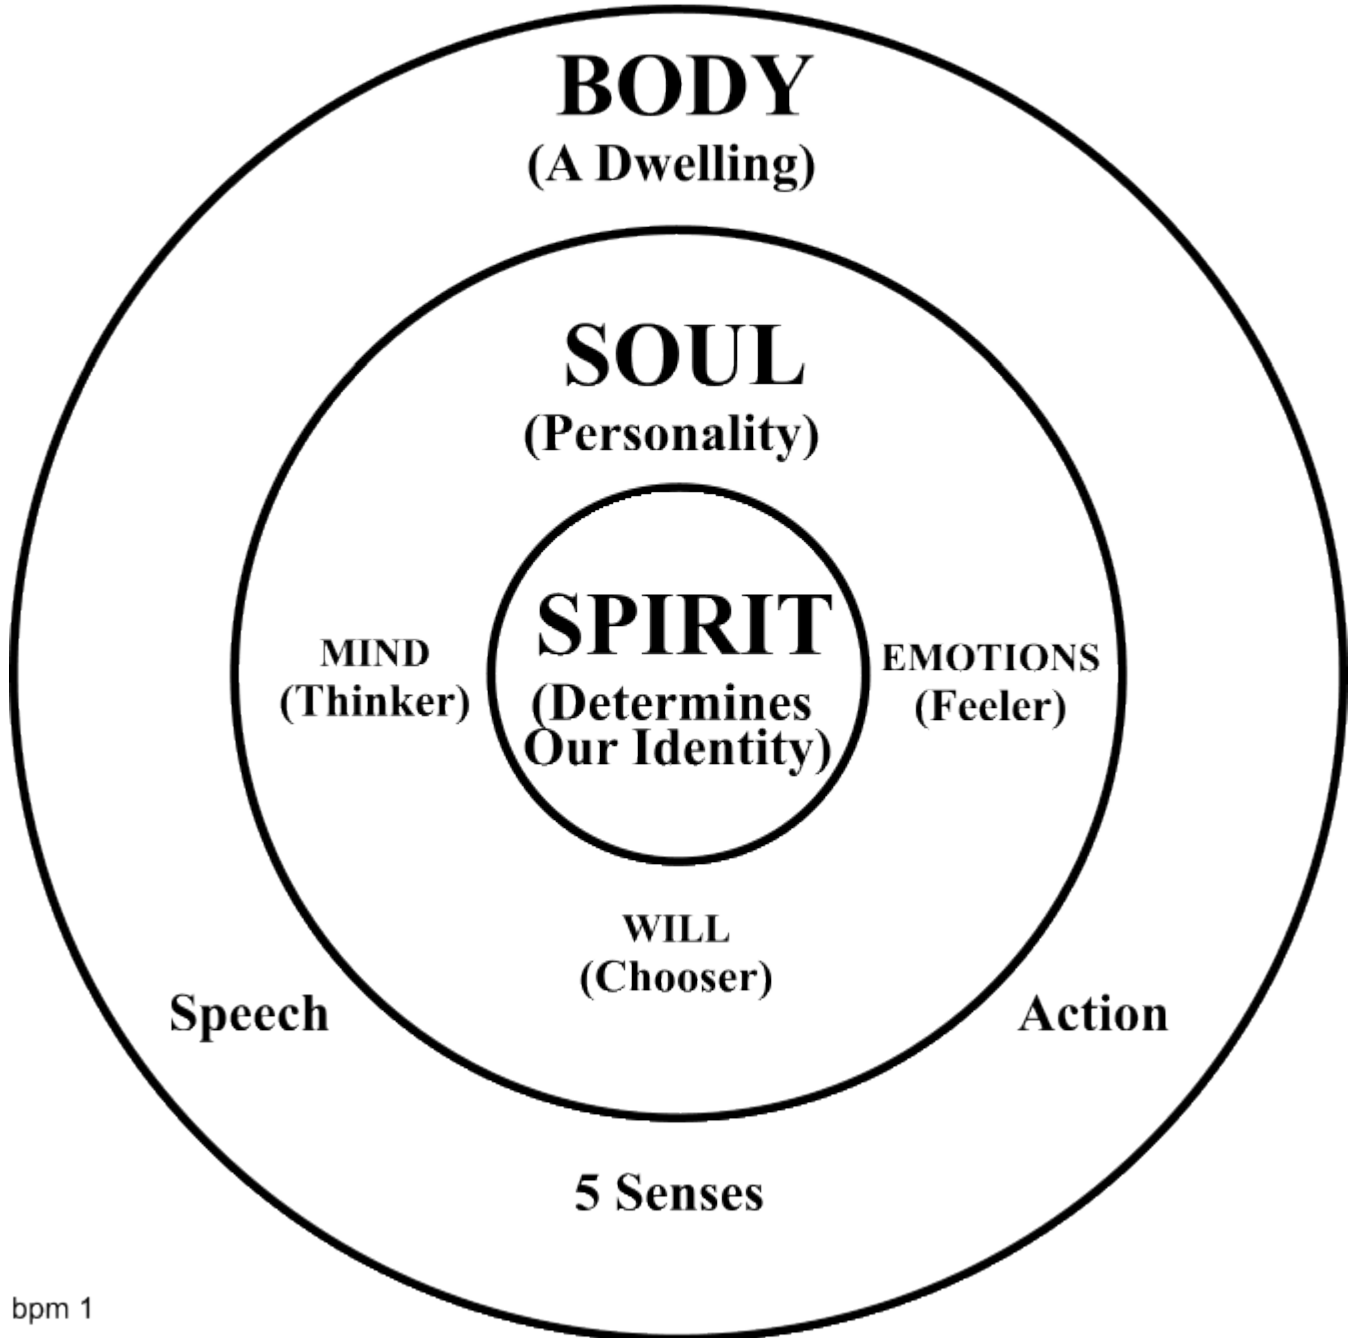 BODY
(A Dwelling)
SOUL
(Personality)
SPIRIT
(Determines
Our Identity)
MIND
(Thinker)
EMOTIONS
(Feeler)
WILL
(Chooser)
Speech
Action
5 Senses
bpm 1